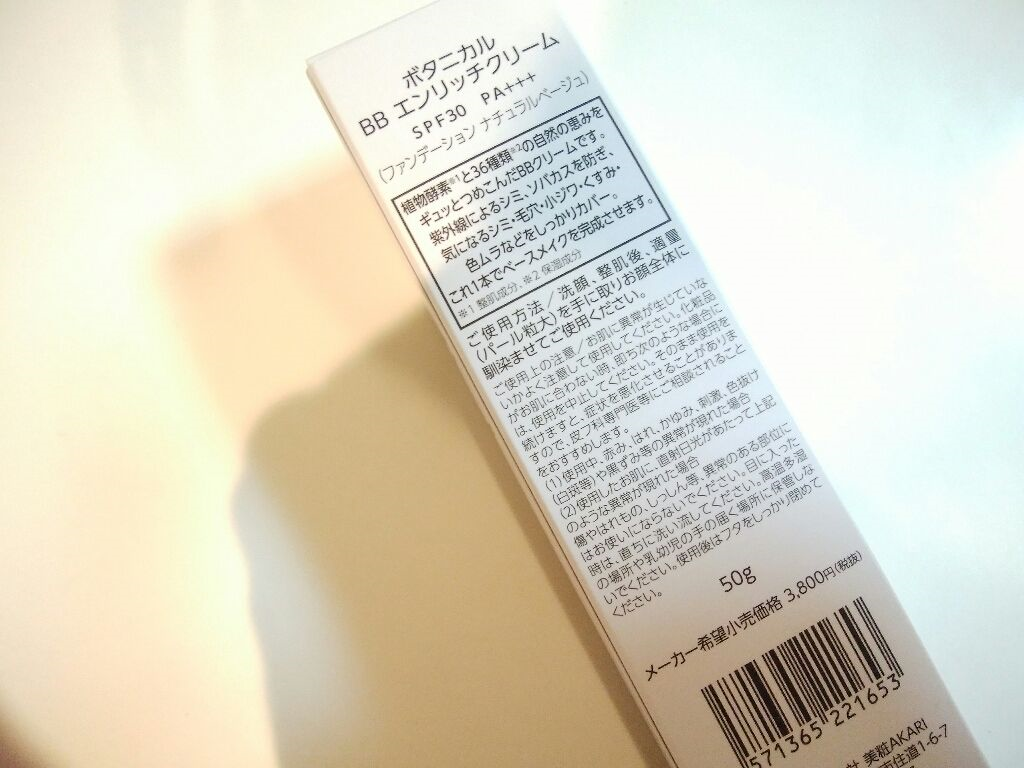 ボタニカル
BB エンリッチクリーム
SPF30 PA+++
(ファンデーション ナチュラルベージュ)
植物酵素※1と36種類※2の自然の恵みを
ギュッとつめこんだBBクリームです。
紫外線によるシミ、ソバカスを防ぎ、
気になるシミ・毛穴・小ジワ・くすみ・
色ムラなどをしっかりカバー。
これ1本でベースメイクを完成させます。
※1 整肌成分、※2 保湿成分
ご使用方法/洗顔、整肌後、適量
(パール粒大)を手に取りお顔全体に
馴染ませてご使用ください。
ご使用上の注意/お肌に異常が生じていな
いかよく注意して使用してください。化粧品
がお肌に合わない時、即ち次のような場合に
は、使用を中止してください。そのまま使用を
続けますと、症状を悪化させることがありま
すので、皮フ科専門医等にご相談されること
をおすすめします。
(1)使用中、赤み、はれ、かゆみ、刺激、色抜け
(白斑等)や黒ずみ等の異常が現れた場合
(2)使用したお肌に、直射日光があたって上記
のような異常が現れた場合
傷やはれもの、しっしん等、異常のある部位に
はお使いにならないでください。目に入った
時は、直ちに洗い流してください。高温多湿
の場所や乳幼児の手の届く場所に保管しな
いでください。使用後はフタをしっかり閉めて
ください。
50g
メーカー希望小売価格 3,800円(税抜)
571365 221653
社 美粧AKARI
市住道1-6-7